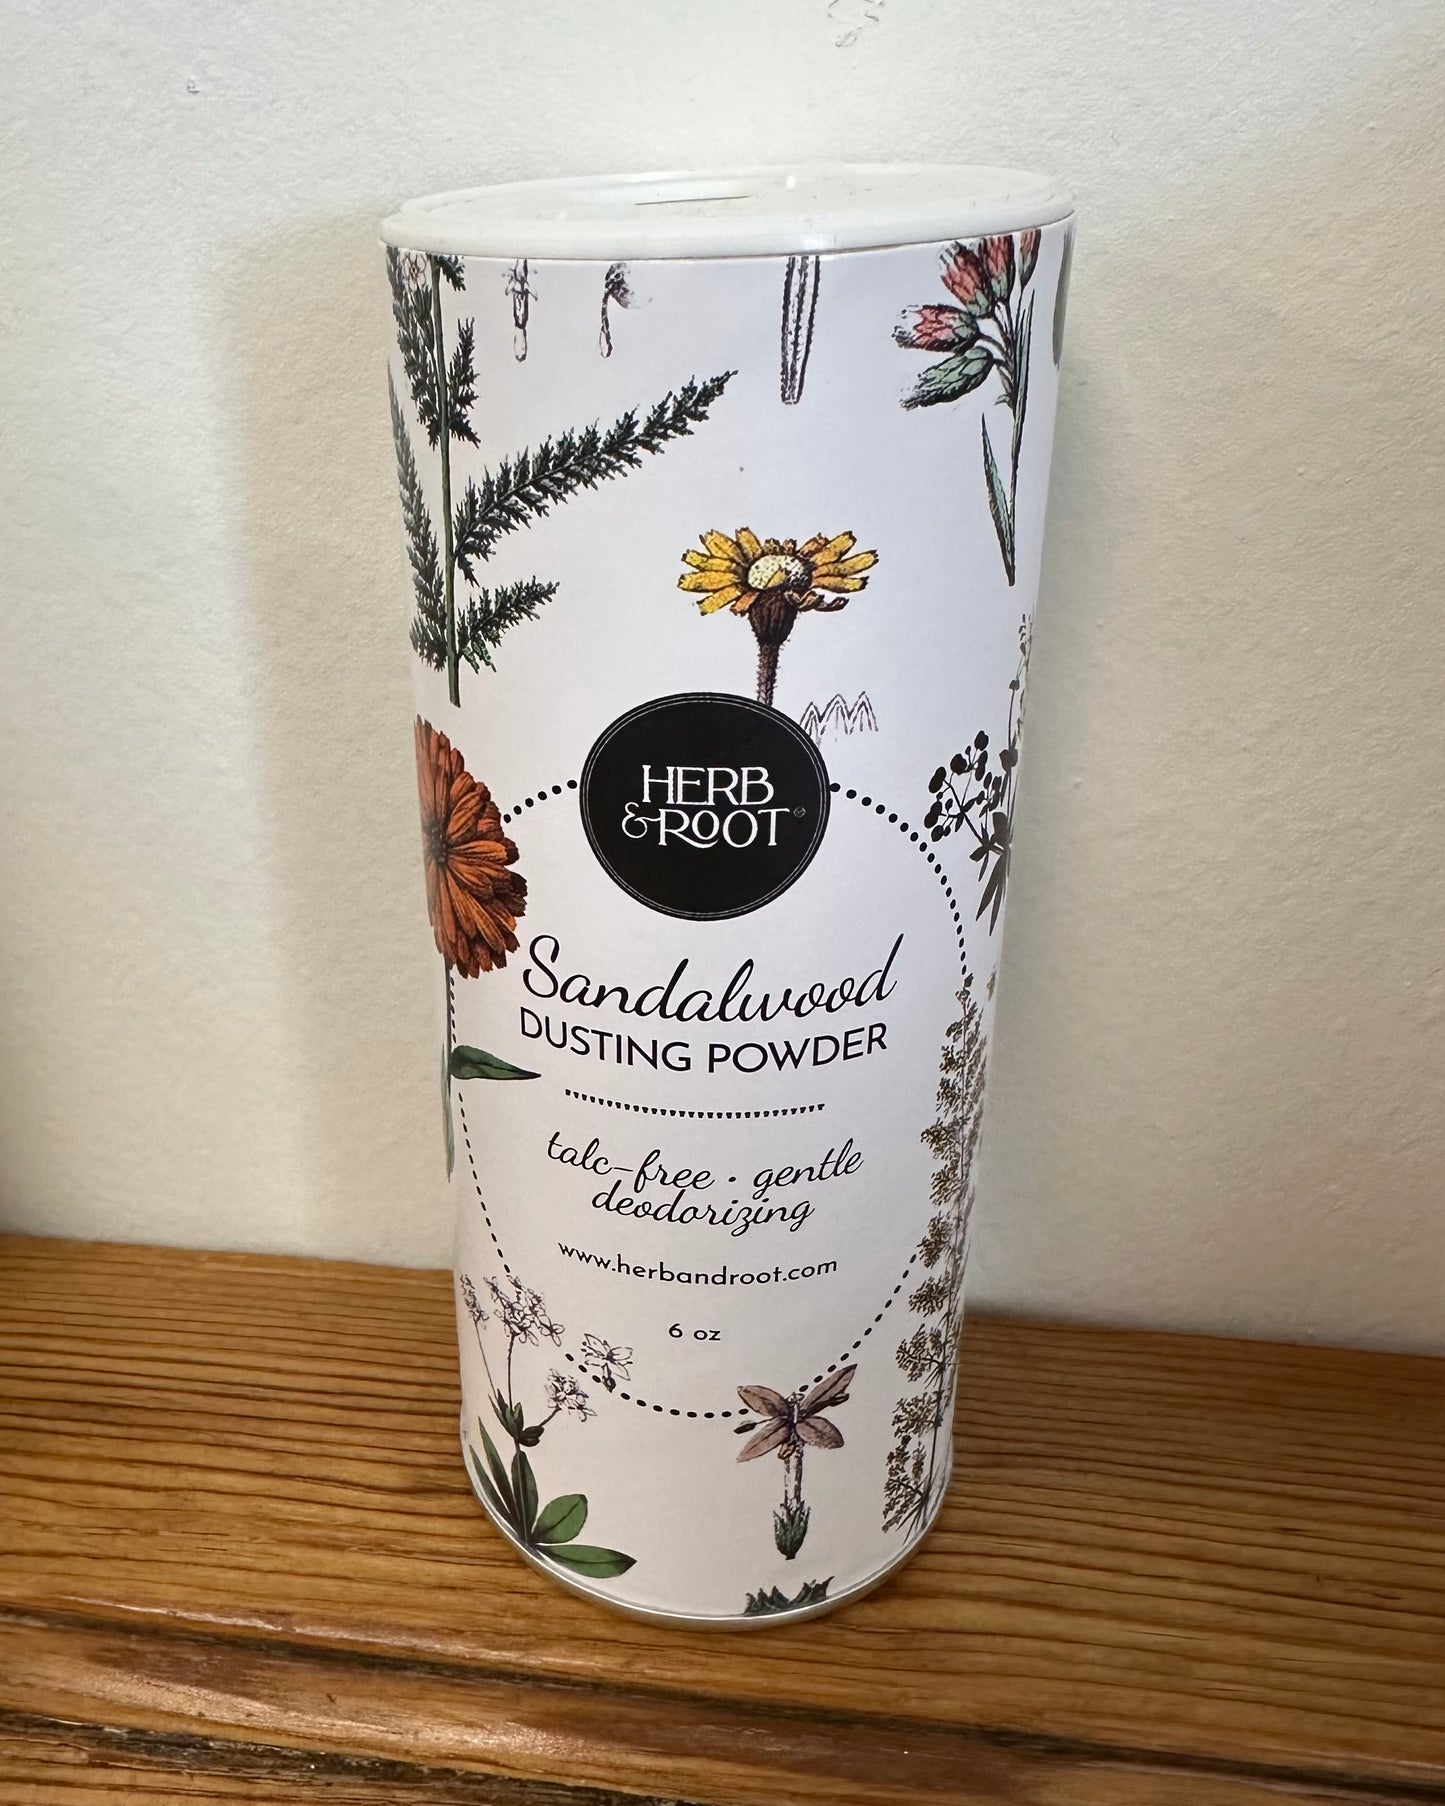 HERB
&ROOT
Sandalwood
DUSTING POWDER
talc-free • gentle
deodorizing
www.herbandroot.com
6 oz